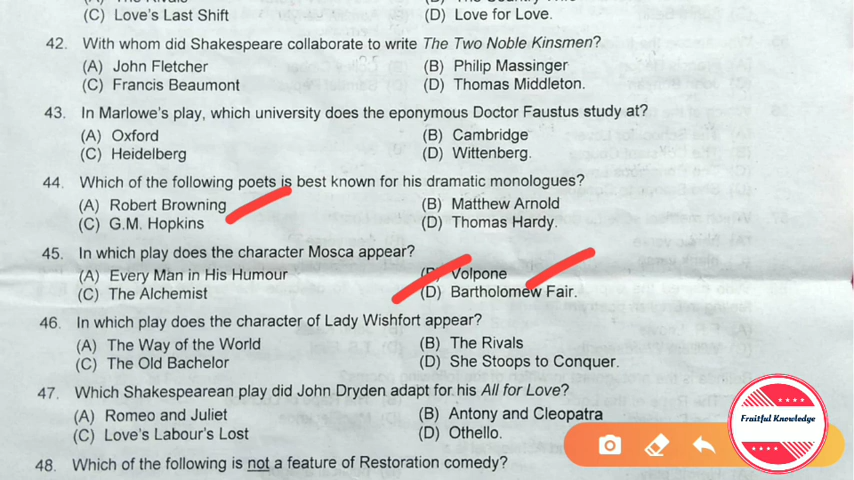 (C) Love's Last Shift (D) Love for Love.
42. With whom did Shakespeare collaborate to write The Two Noble Kinsmen?
(A) John Fletcher (B) Philip Massinger
(C) Francis Beaumont (D) Thomas Middleton.
43. In Marlowe's play, which university does the eponymous Doctor Faustus study at?
(A) Oxford (B) Cambridge
(C) Heidelberg (D) Wittenberg.
44. Which of the following poets is best known for his dramatic monologues?
(A) Robert Browning (B) Matthew Arnold
(C) G.M. Hopkins (D) Thomas Hardy.
45. In which play does the character Mosca appear?
(A) Every Man in His Humour (B) Volpone
(C) The Alchemist (D) Bartholomew Fair.
46. In which play does the character of Lady Wishfort appear?
(A) The Way of the World (B) The Rivals
(C) The Old Bachelor (D) She Stoops to Conquer.
47. Which Shakespearean play did John Dryden adapt for his All for Love?
(A) Romeo and Juliet (B) Antony and Cleopatra
(C) Love's Labour's Lost (D) Othello.
48. Which of the following is not a feature of Restoration comedy?
Fruitful Knowledge